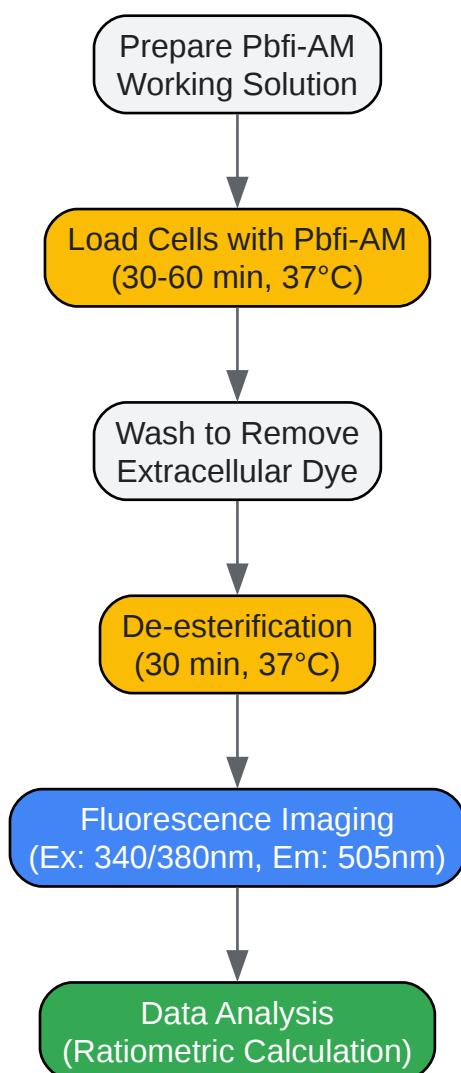 Prepare Pbfi-AM
Working Solution
Load Cells with Pbfi-AM
(30-60 min, 37°C)
Wash to Remove
Extracellular Dye
De-esterification
(30 min, 37°C)
Fluorescence Imaging
(Ex: 340/380nm, Em: 505nm)
Data Analysis
(Ratiometric Calculation)